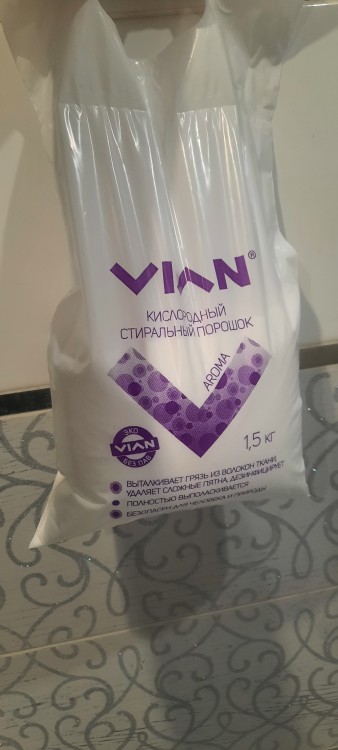 VIAN®
КИСЛОРОДНЫЙ
СТИРАЛЬНЫЙ ПОРОШОК
AROMA
ЭКО
VIAN
БЕЗ ПАВ
1,5 кг
• ВЫТАЛКИВАЕТ ГРЯЗЬ ИЗ ВОЛОКОН ТКАНИ,
УДАЛЯЕТ СЛОЖНЫЕ ПЯТНА, ДЕЗИНФИЦИРУЕТ
• ПОЛНОСТЬЮ ВЫПОЛАСКИВАЕТСЯ
• БЕЗОПАСЕН ДЛЯ ЧЕЛОВЕКА И ПРИРОДЫ